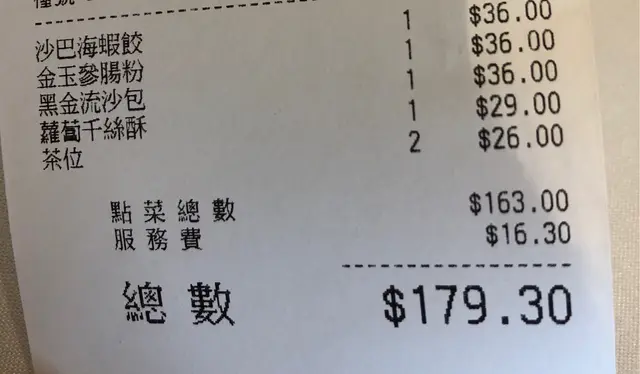 沙巴海蝦餃 1 $36.00
金玉參腸粉 1 $36.00
黑金流沙包 1 $36.00
蘿蔔千絲酥 1 $29.00
茶位 2 $26.00
點菜總數 $163.00
服務費 $16.30
總數 $179.30